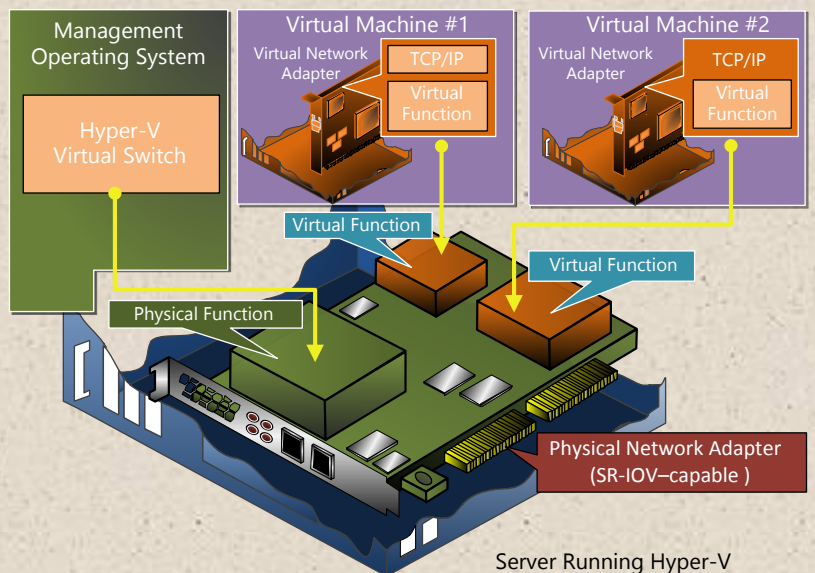 Management
Operating System
Hyper-V
Virtual Switch
Virtual Machine #1
Virtual Network
Adapter
TCP/IP
Virtual
Function
Virtual Machine #2
Virtual Network
Adapter
TCP/IP
Virtual
Function
Virtual Function
Virtual Function
Physical Function
Physical Network Adapter
(SR-IOV–capable )
Server Running Hyper-V